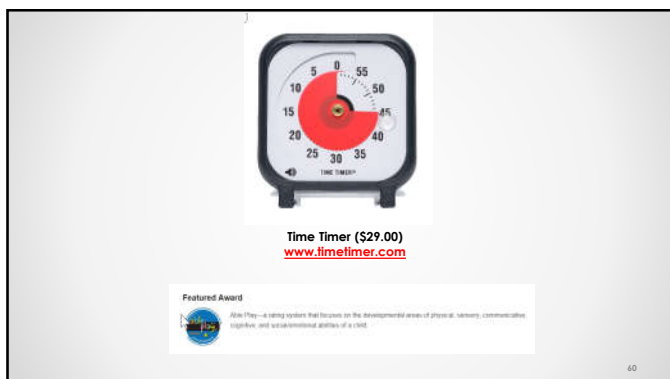 0
5 55
10 50
15 45
20 40
25 30 35
TIME TIMER®
Time Timer ($29.00)
www.timetimer.com
Featured Award
Able Play—a rating system that focuses on the developmental areas of physical, sensory, communicative,
cognitive, and social/emotional abilities of a child.
60